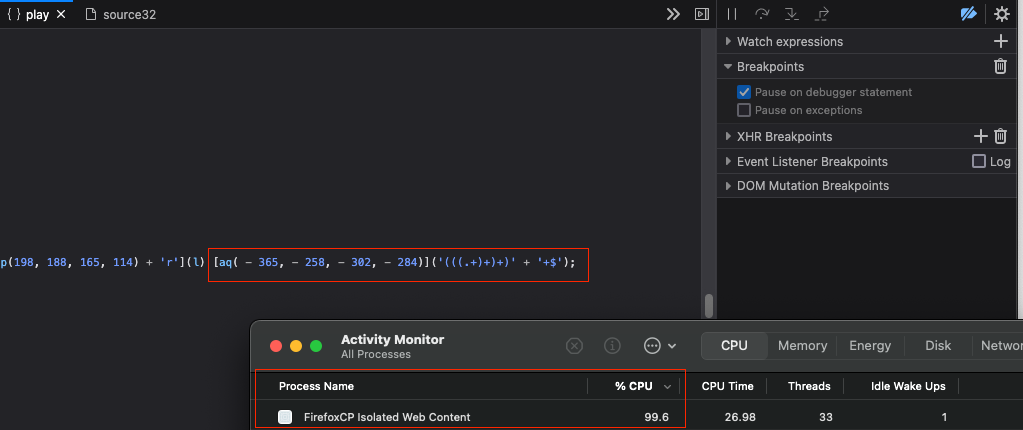 { } play ×
source32
Watch expressions
Breakpoints
Pause on debugger statement
Pause on exceptions
XHR Breakpoints
Event Listener Breakpoints
Log
DOM Mutation Breakpoints
p(198, 188, 165, 114) + 'r'](l) [aq( - 365, - 258, - 302, - 284)]('(((.+)+)+)' + '+$');
Activity Monitor
All Processes
CPU
Memory
Energy
Disk
Networ
Process Name
% CPU
CPU Time
Threads
Idle Wake Ups
FirefoxCP Isolated Web Content
99.6
26.98
33
1